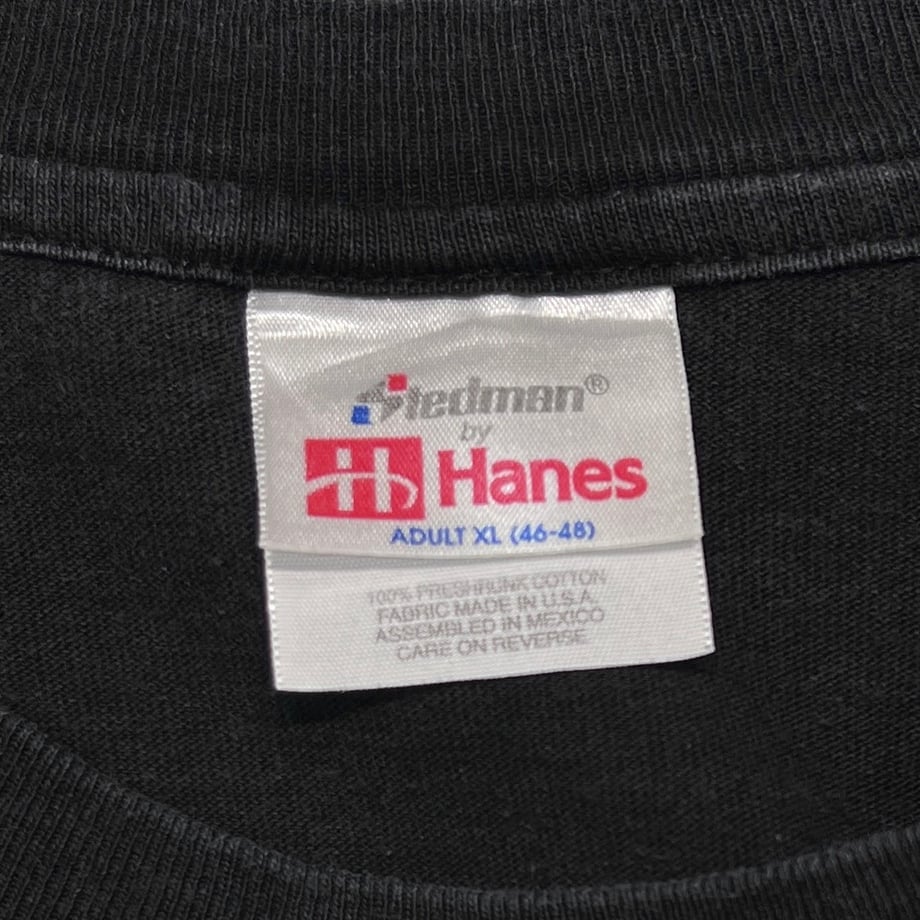 Stedman®
by
H Hanes
ADULT XL (46-48)
100% PRESHRUNK COTTON
FABRIC MADE IN U.S.A.
ASSEMBLED IN MEXICO
CARE ON REVERSE